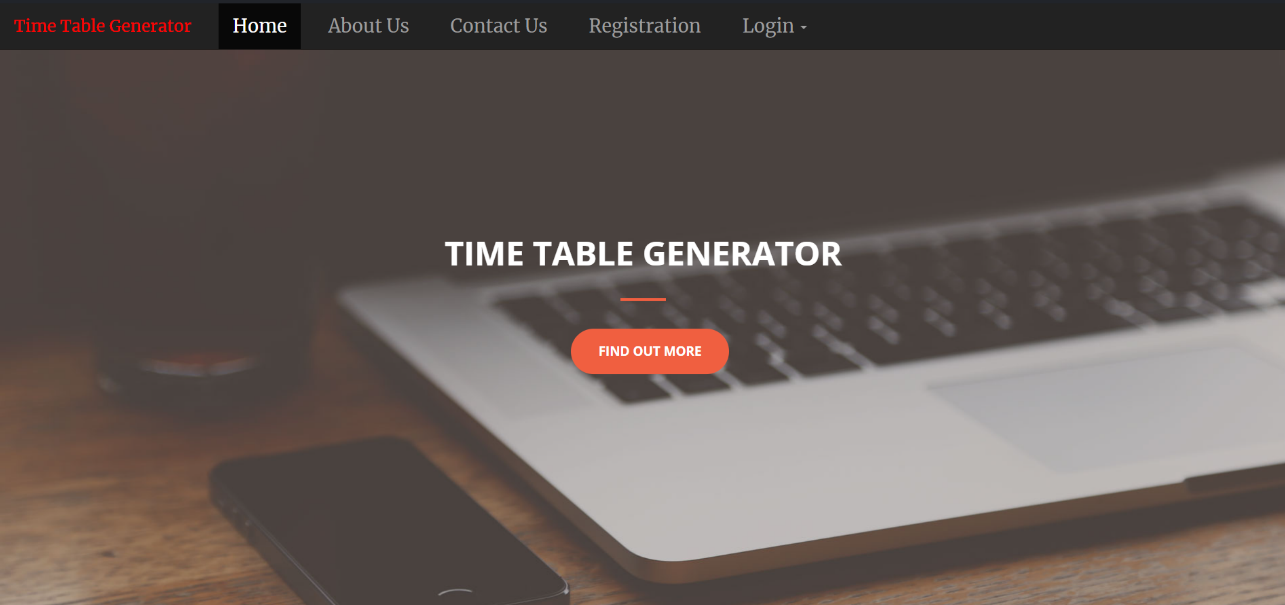 Time Table Generator Home About Us Contact Us Registration Login
TIME TABLE GENERATOR
FIND OUT MORE